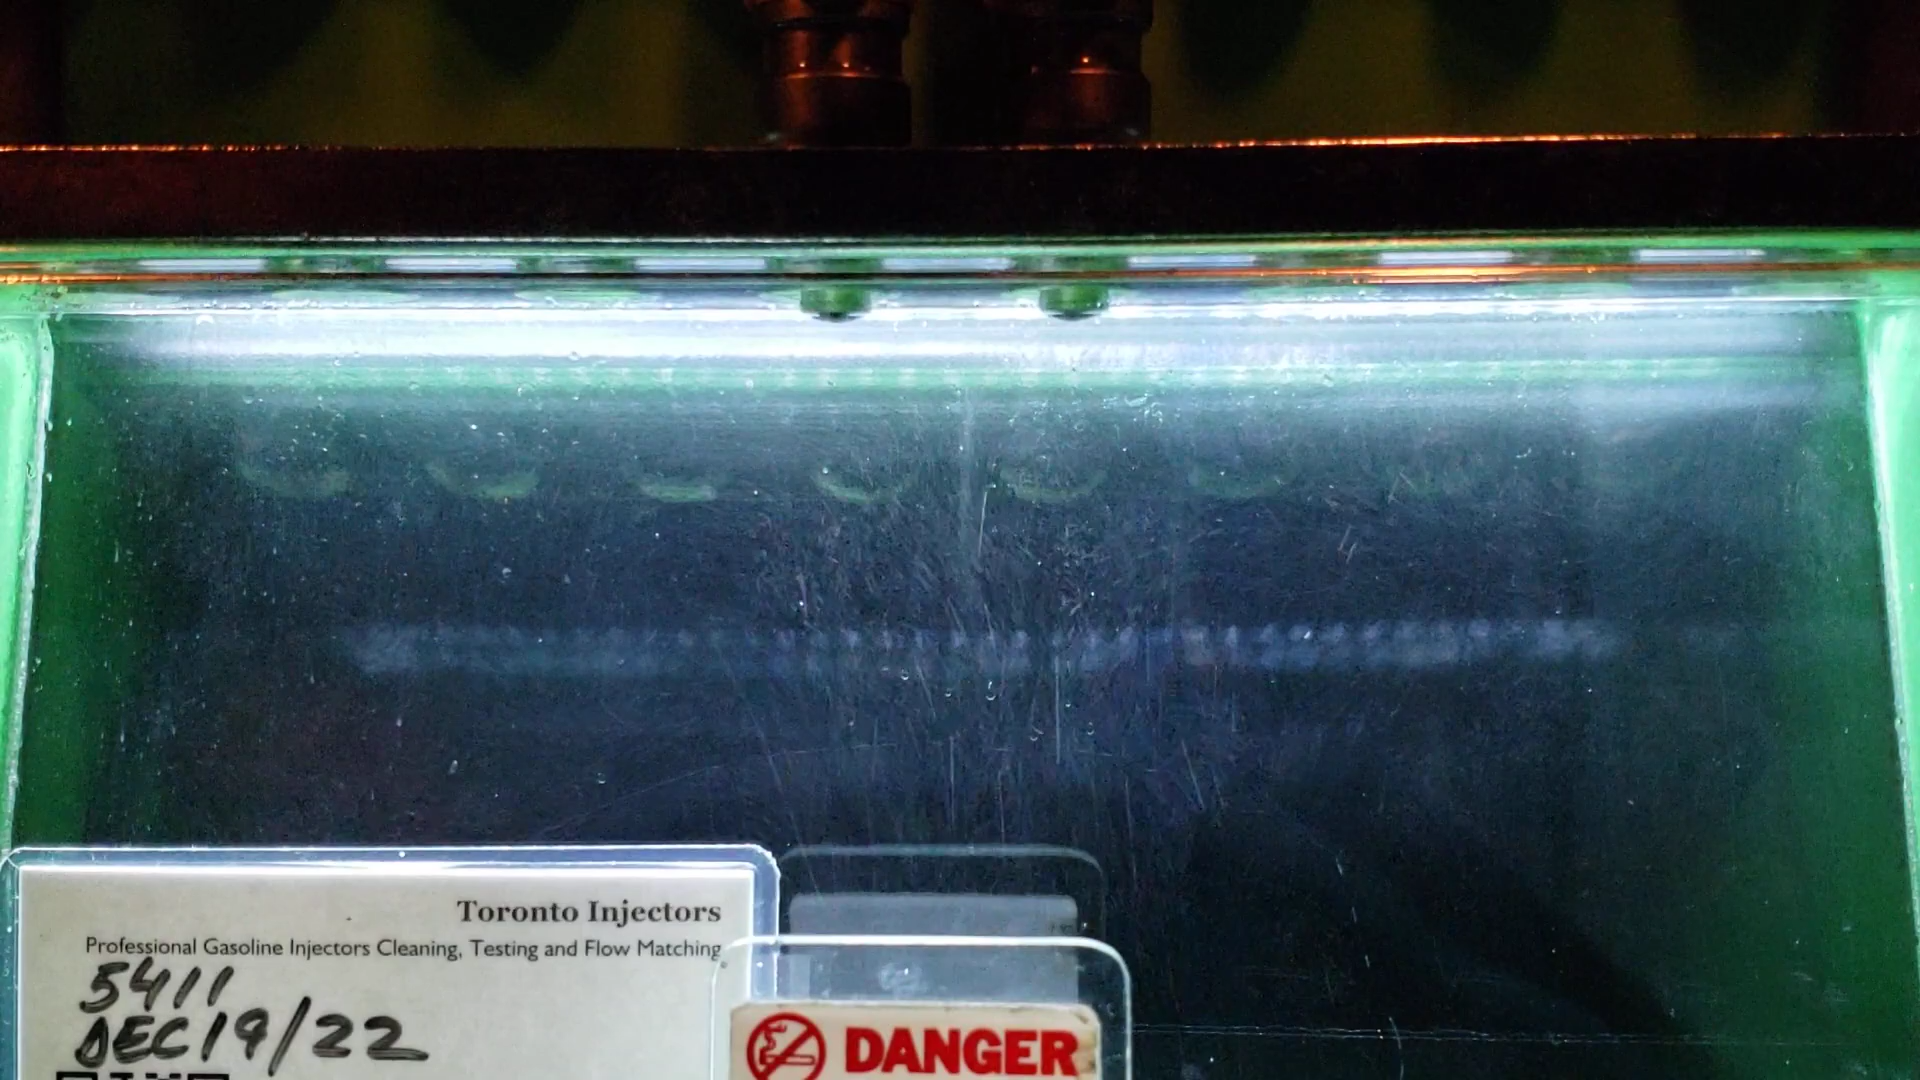 Toronto Injectors
Professional Gasoline Injectors Cleaning, Testing and Flow Matching
5411
DEC 19/22
DANGER